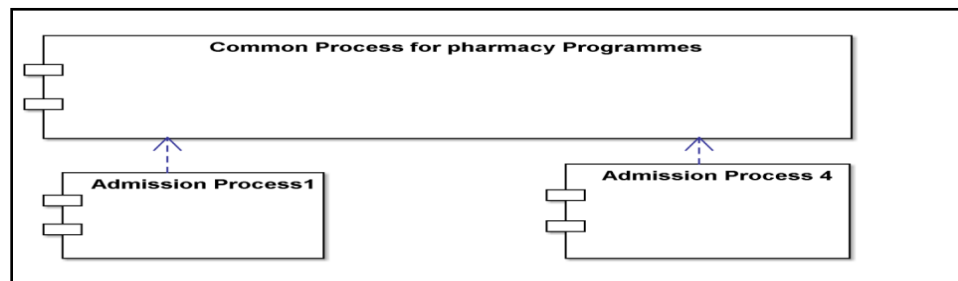 Common Process for pharmacy Programmes
Admission Process1
Admission Process 4